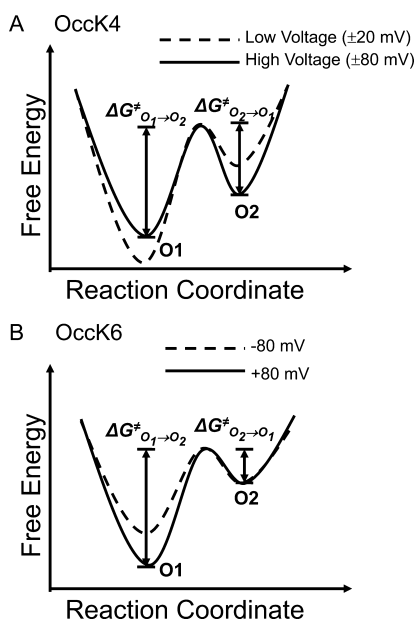 A OccK4
Low Voltage (±20 mV)
High Voltage (±80 mV)
ΔG≠O1→O2 ΔG≠O2→O1
Free Energy
O1
O2
Reaction Coordinate
B OccK6
-80 mV
+80 mV
ΔG≠O1→O2 ΔG≠O2→O1
Free Energy
O2
O1
Reaction Coordinate